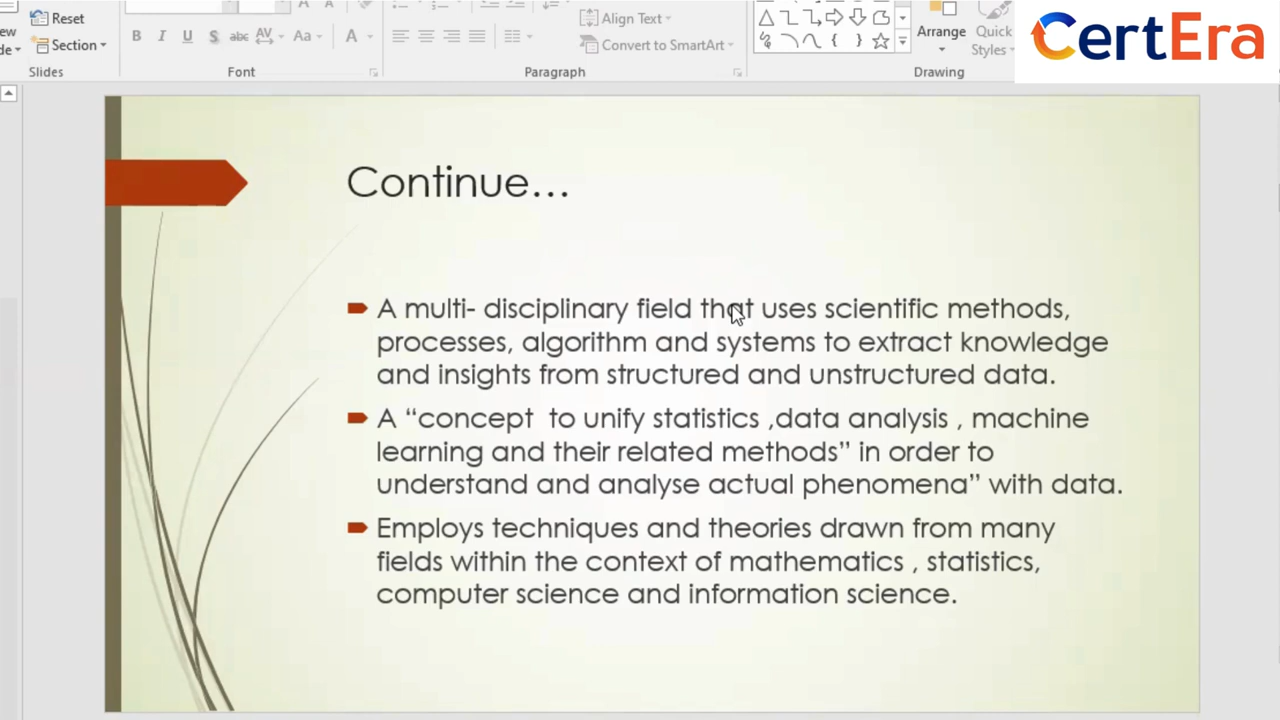 Reset
Align Text
CertEra
Section
B I U S abc AV Aa A
Convert to SmartArt
Arrange
Quick
Styles
Slides
Font
Paragraph
Drawing
Continue…
A multi- disciplinary field that uses scientific methods,
processes, algorithm and systems to extract knowledge
and insights from structured and unstructured data.
A “concept  to unify statistics ,data analysis , machine
learning and their related methods” in order to
understand and analyse actual phenomena” with data.
Employs techniques and theories drawn from many
fields within the context of mathematics , statistics,
computer science and information science.